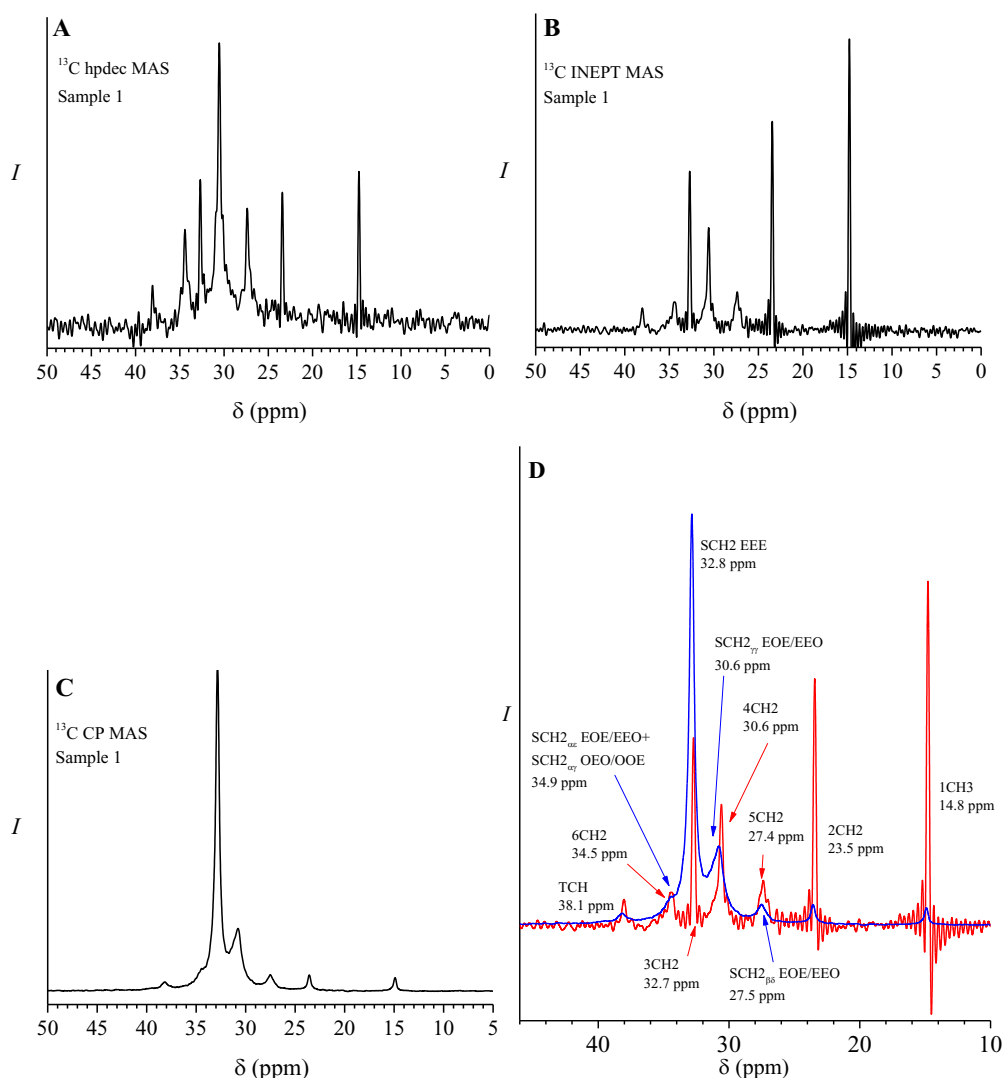 A
¹³C hpdec MAS
Sample 1
I
50 45 40 35 30 25 20 15 10 5 0
δ (ppm)
B
¹³C INEPT MAS
Sample 1
I
50 45 40 35 30 25 20 15 10 5 0
δ (ppm)
C
¹³C CP MAS
Sample 1
I
50 45 40 35 30 25 20 15 10 5
δ (ppm)
D
SCH2 EEE
32.8 ppm
SCH2γγ EOE/EEO
30.6 ppm
4CH2
30.6 ppm
SCH2αε EOE/EEO+
SCH2αγ OEO/OOE
34.9 ppm
I
1CH3
14.8 ppm
5CH2
27.4 ppm
2CH2
23.5 ppm
6CH2
34.5 ppm
TCH
38.1 ppm
3CH2
32.7 ppm
SCH2βδ EOE/EEO
27.5 ppm
40 30 20 10
δ (ppm)